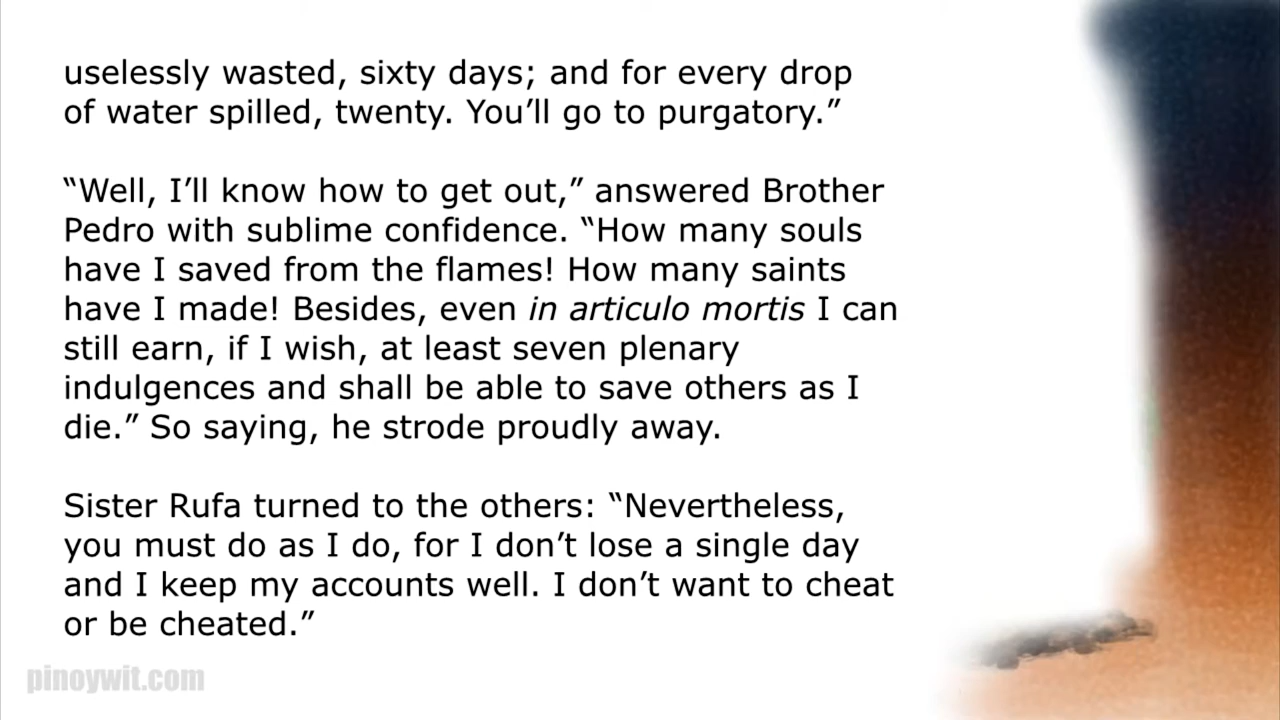 uselessly wasted, sixty days; and for every drop
of water spilled, twenty. You’ll go to purgatory.”
“Well, I’ll know how to get out,” answered Brother
Pedro with sublime confidence. “How many souls
have I saved from the flames! How many saints
have I made! Besides, even in articulo mortis I can
still earn, if I wish, at least seven plenary
indulgences and shall be able to save others as I
die.” So saying, he strode proudly away.
Sister Rufa turned to the others: “Nevertheless,
you must do as I do, for I don’t lose a single day
and I keep my accounts well. I don’t want to cheat
or be cheated.”
pinoywit.com